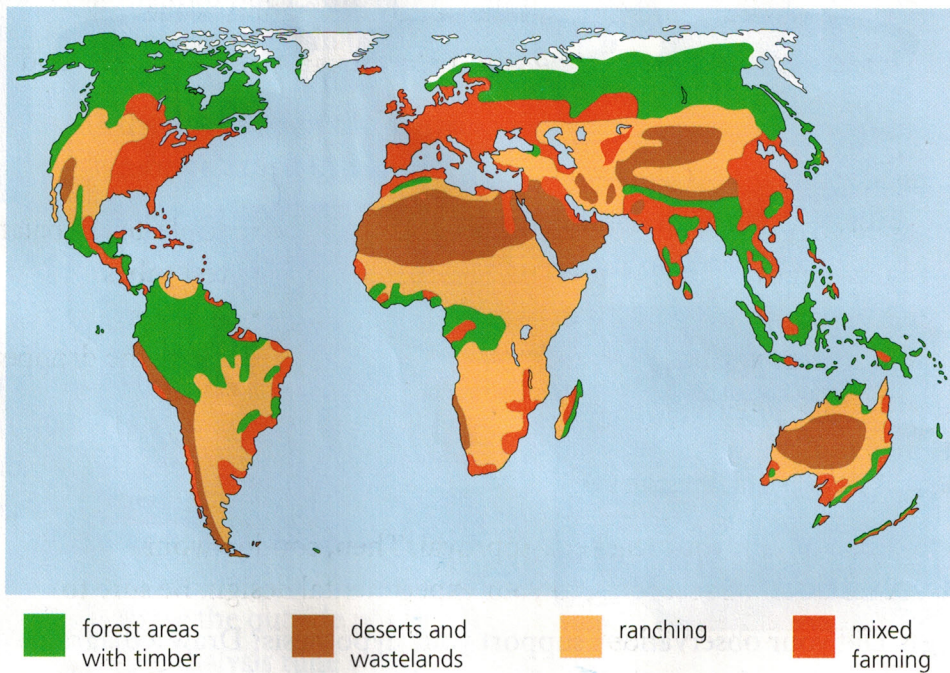 forest areas
with timber
deserts and
wastelands
ranching
mixed
farming